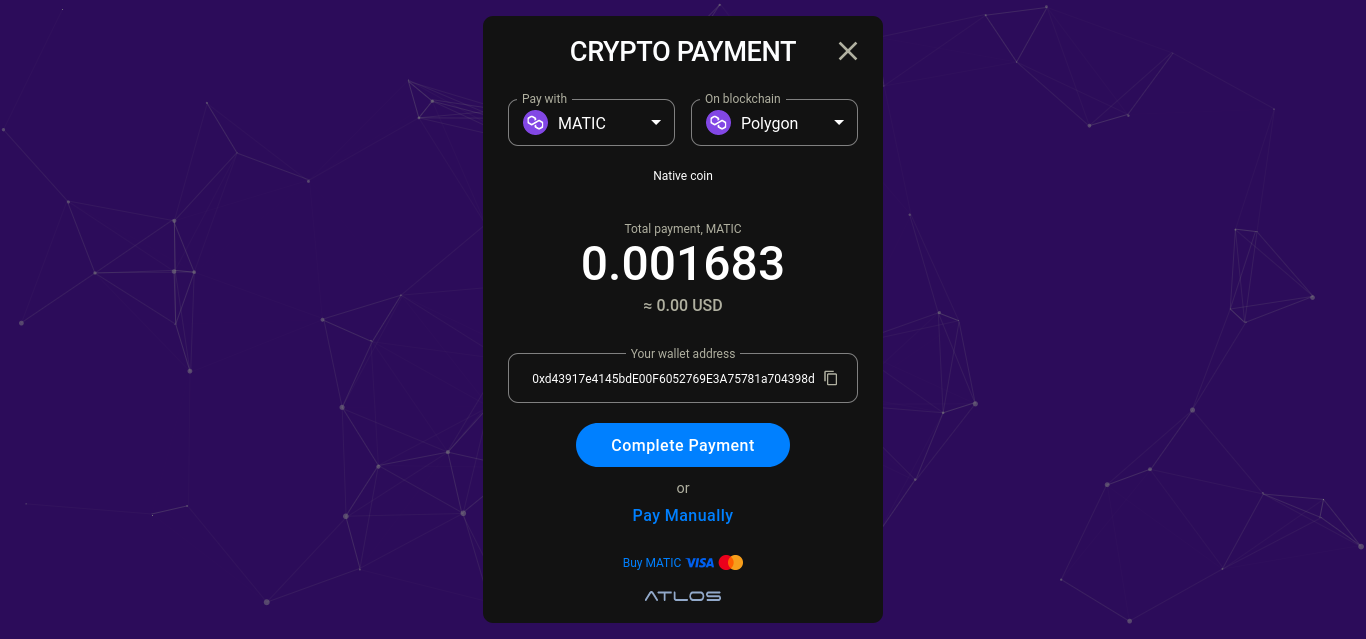 CRYPTO PAYMENT
Pay with
On blockchain
MATIC
Polygon
Native coin
Total payment, MATIC
0.001683
≈ 0.00 USD
Your wallet address
0xd43917e4145bdE00F6052769E3A75781a704398d
Complete Payment
or
Pay Manually
Buy MATIC VISA
ATLOS